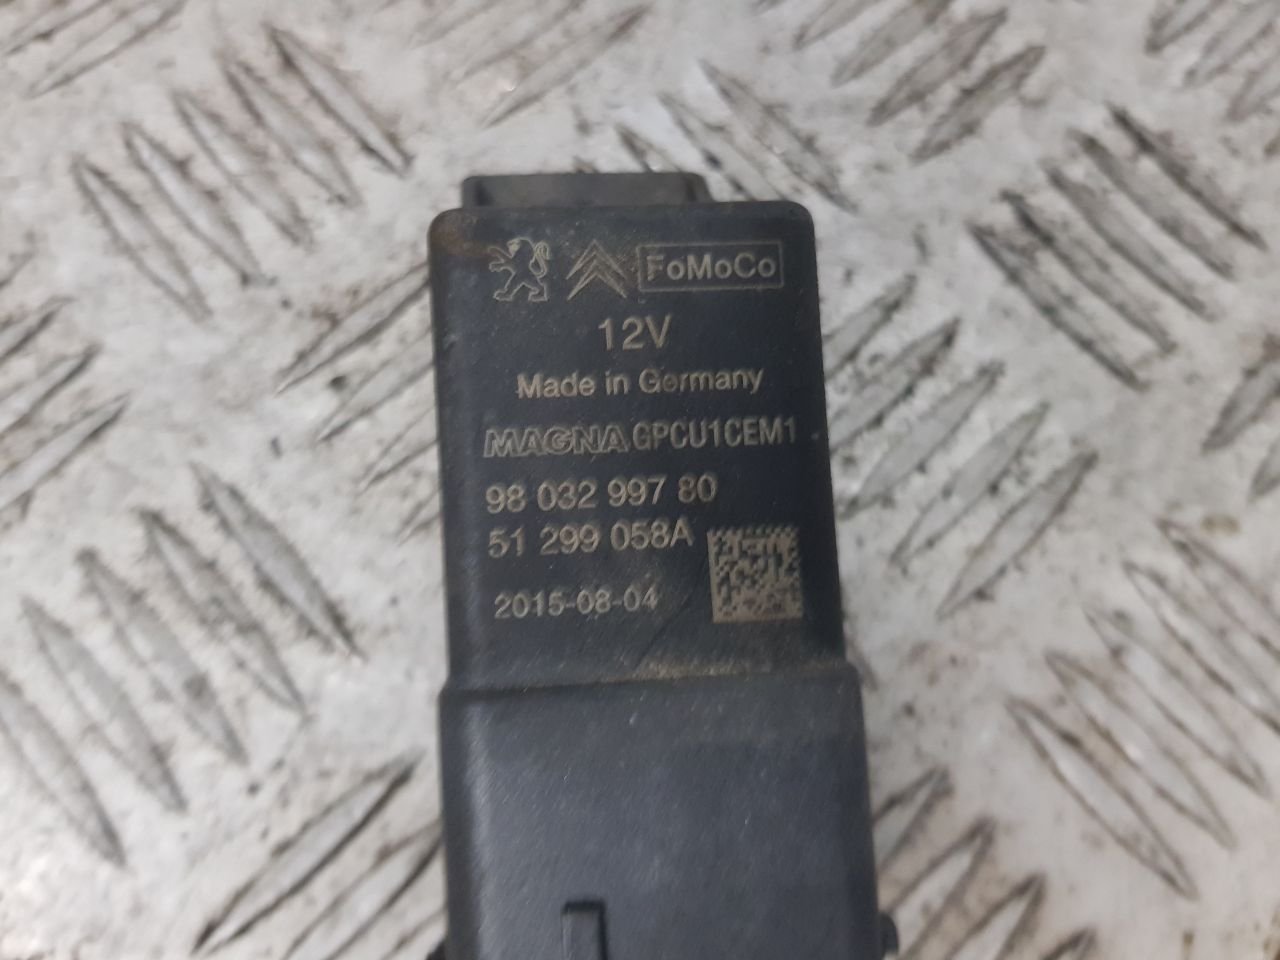 FoMoCo
12V
Made in Germany
MAGNA GPCU1CEM1
98 032 997 80
51 299 058A
2015-08-04